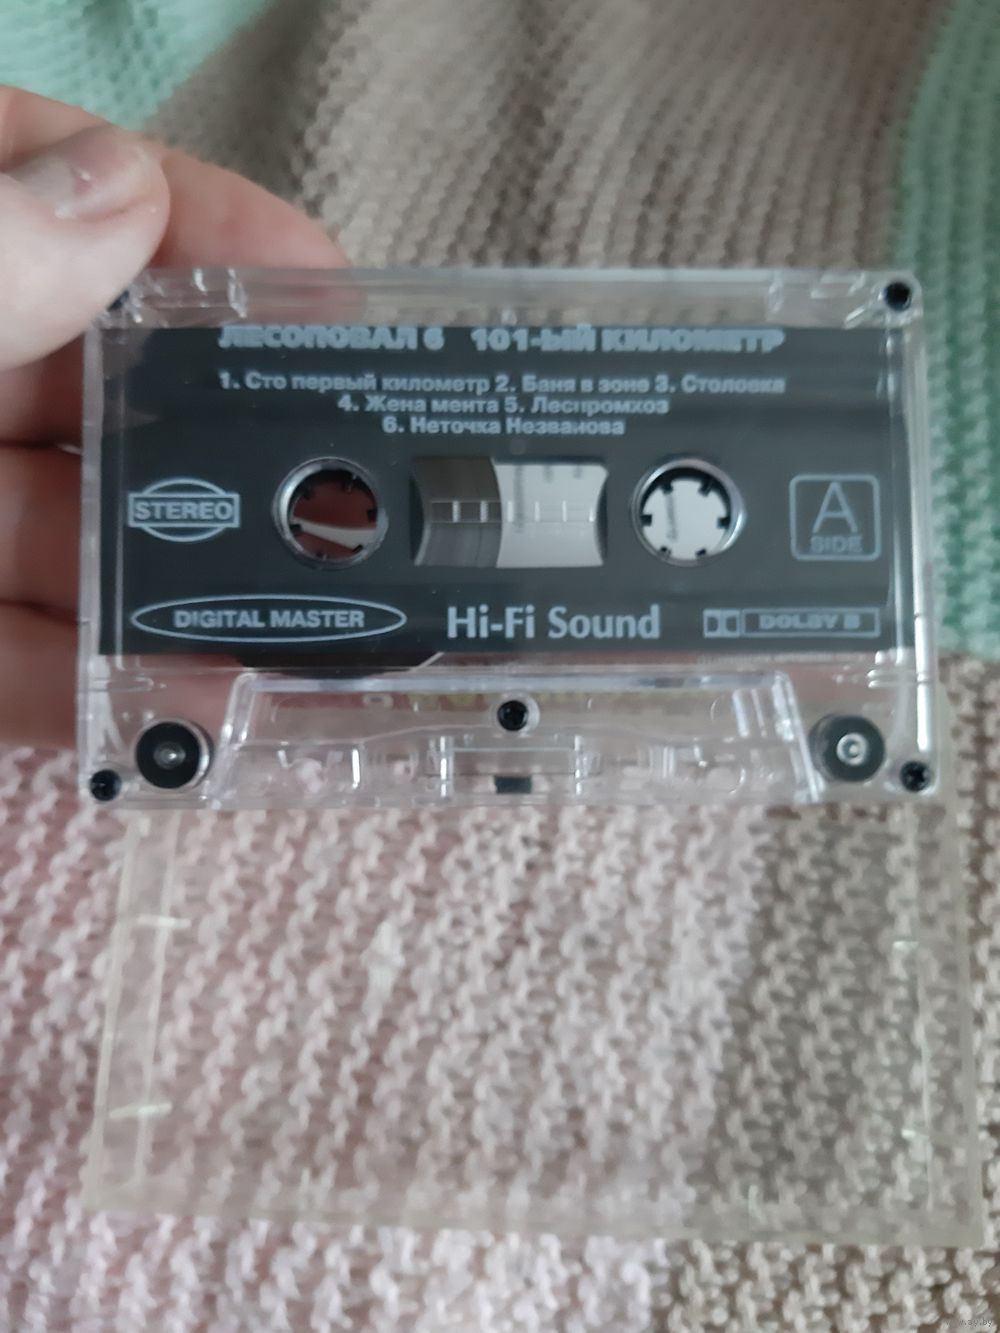 ЛЕСОПОВАЛ 6 101-ЫЙ КИЛОМЕТР
1. Сто первый километр 2. Баня в зоне 3. Столовка
4. Жена мента 5. Леспромхоз
6. Неточка Незванова
STEREO
A
SIDE
DIGITAL MASTER
Hi-Fi Sound
DOLBY B